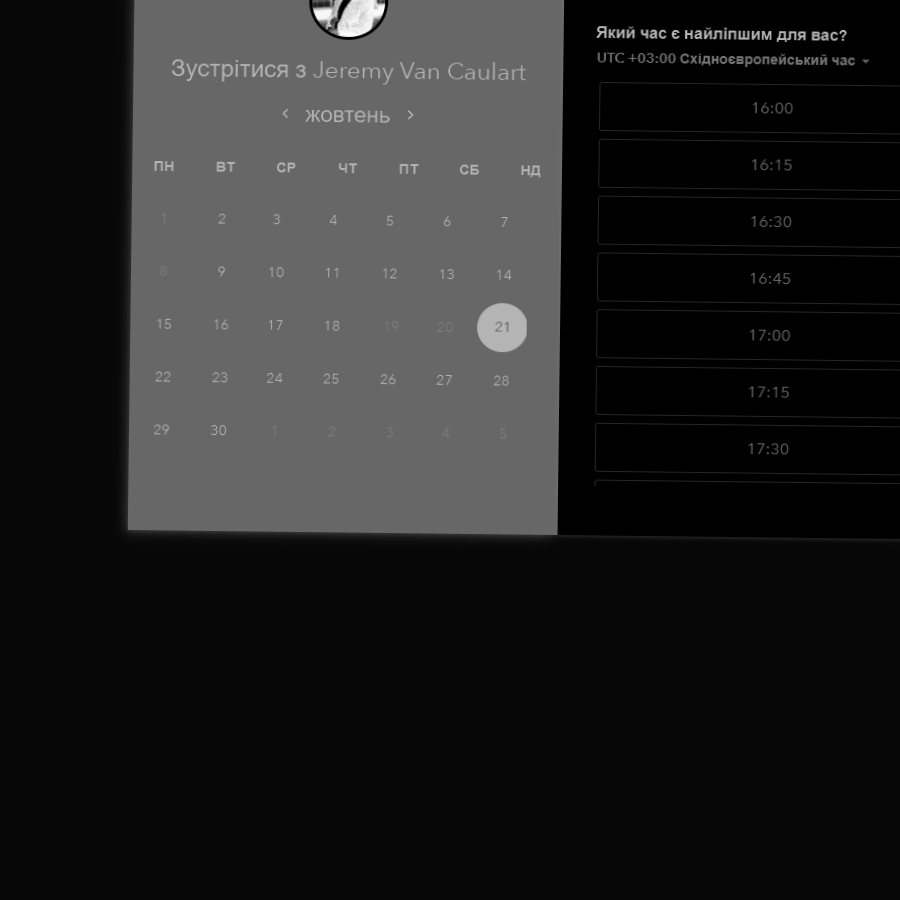 Зустрітися з Jeremy Van Caulart
жовтень
ПН ВТ СР ЧТ ПТ СБ НД
1 2 3 4 5 6 7
8 9 10 11 12 13 14
15 16 17 18 19 20 21
22 23 24 25 26 27 28
29 30 1 2 3 4 5
Який час є найліпшим для вас?
UTC +03:00 Східноєвропейський час
16:00
16:15
16:30
16:45
17:00
17:15
17:30